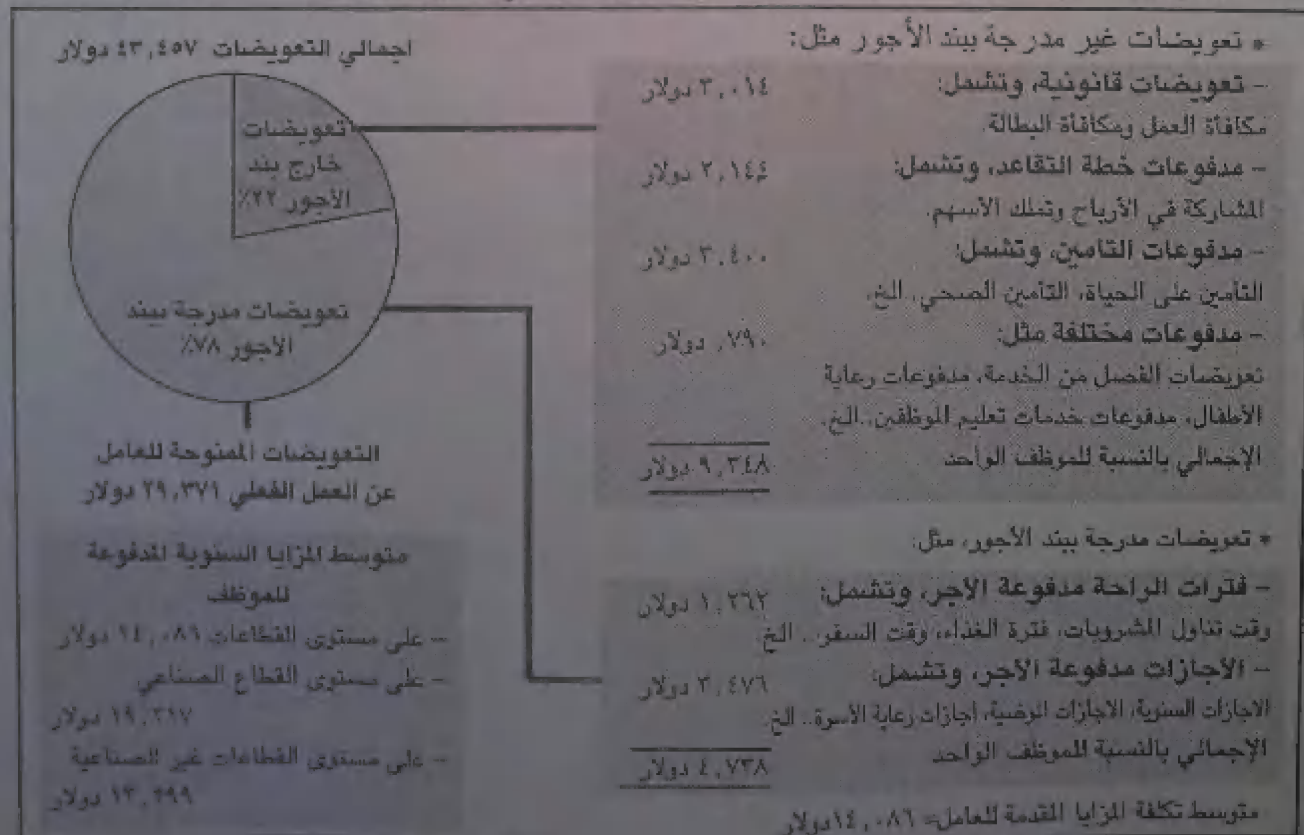 * تعويضات غير مدرجة ببند الأجور مثل:
– تعويضات قانونية، وتشمل: ٣,٠١٤ دولار
مكافأة العمل ومكافأة البطالة.
– مدفوعات خطة التقاعد، وتشمل: ٢,١٤٤ دولار
المشاركة في الأرباح وتملك الأسهم.
– مدفوعات التأمين، وتشمل: ٣,٤٠٠ دولار
التأمين على الحياة، التأمين الصحي، الخ.
– مدفوعات مختلفة مثل: ٧٩٠, دولار
تعويضات الفصل من الخدمة، مدفوعات رعاية
الأطفال، مدفوعات خدمات تعليم الموظفين.. الخ.
الإجمالي بالنسبة للموظف الواحد ٩,٣٤٨ دولار
* تعويضات مدرجة ببند الأجور، مثل:
– فترات الراحة مدفوعة الأجر، وتشمل: ١,٢٦٢ دولار
وقت تناول المشروبات، فترة الغذاء، وقت السفر... الخ.
– الأجازات مدفوعة الأجر، وتشمل: ٣,٤٧٦ دولار
الاجازات السنوية، الاجازات المرضية، اجازات رعاية الأسرة.. الخ.
الإجمالي بالنسبة للموظف الواحد ٤,٧٣٨ دولار
متوسط تكلفة المزايا المقدمة للعامل= ١٤,٠٨٦ دولار
اجمالي التعويضات ٤٣,٤٥٧ دولار
تعويضات
خارج بند
الأجور ٢٢٪
تعويضات مدرجة ببند
الأجور ٧٨٪
التعويضات الممنوحة للعامل
عن العمل الفعلي ٢٩,٣٧١ دولار
متوسط المزايا السنوية المدفوعة
للموظف
– على مستوى القطاعات ١٤,٠٨٦ دولار
– على مستوى القطاع الصناعي
دولار
– على مستوى القطاعات غير الصناعية
دولار